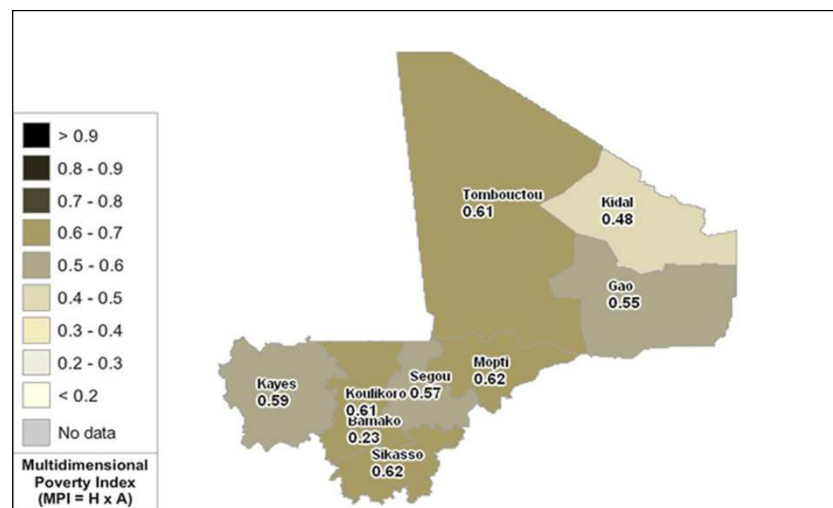 > 0.9
0.8 - 0.9
0.7 - 0.8
0.6 - 0.7
0.5 - 0.6
0.4 - 0.5
0.3 - 0.4
0.2 - 0.3
< 0.2
No data
Multidimensional
Poverty Index
(MPI = H x A)
Tombouctou
0.61
Kidal
0.48
Gao
0.55
Mopti
0.62
Segou
0.57
Kayes
0.59
Koulikoro
0.61
Bamako
0.23
Sikasso
0.62